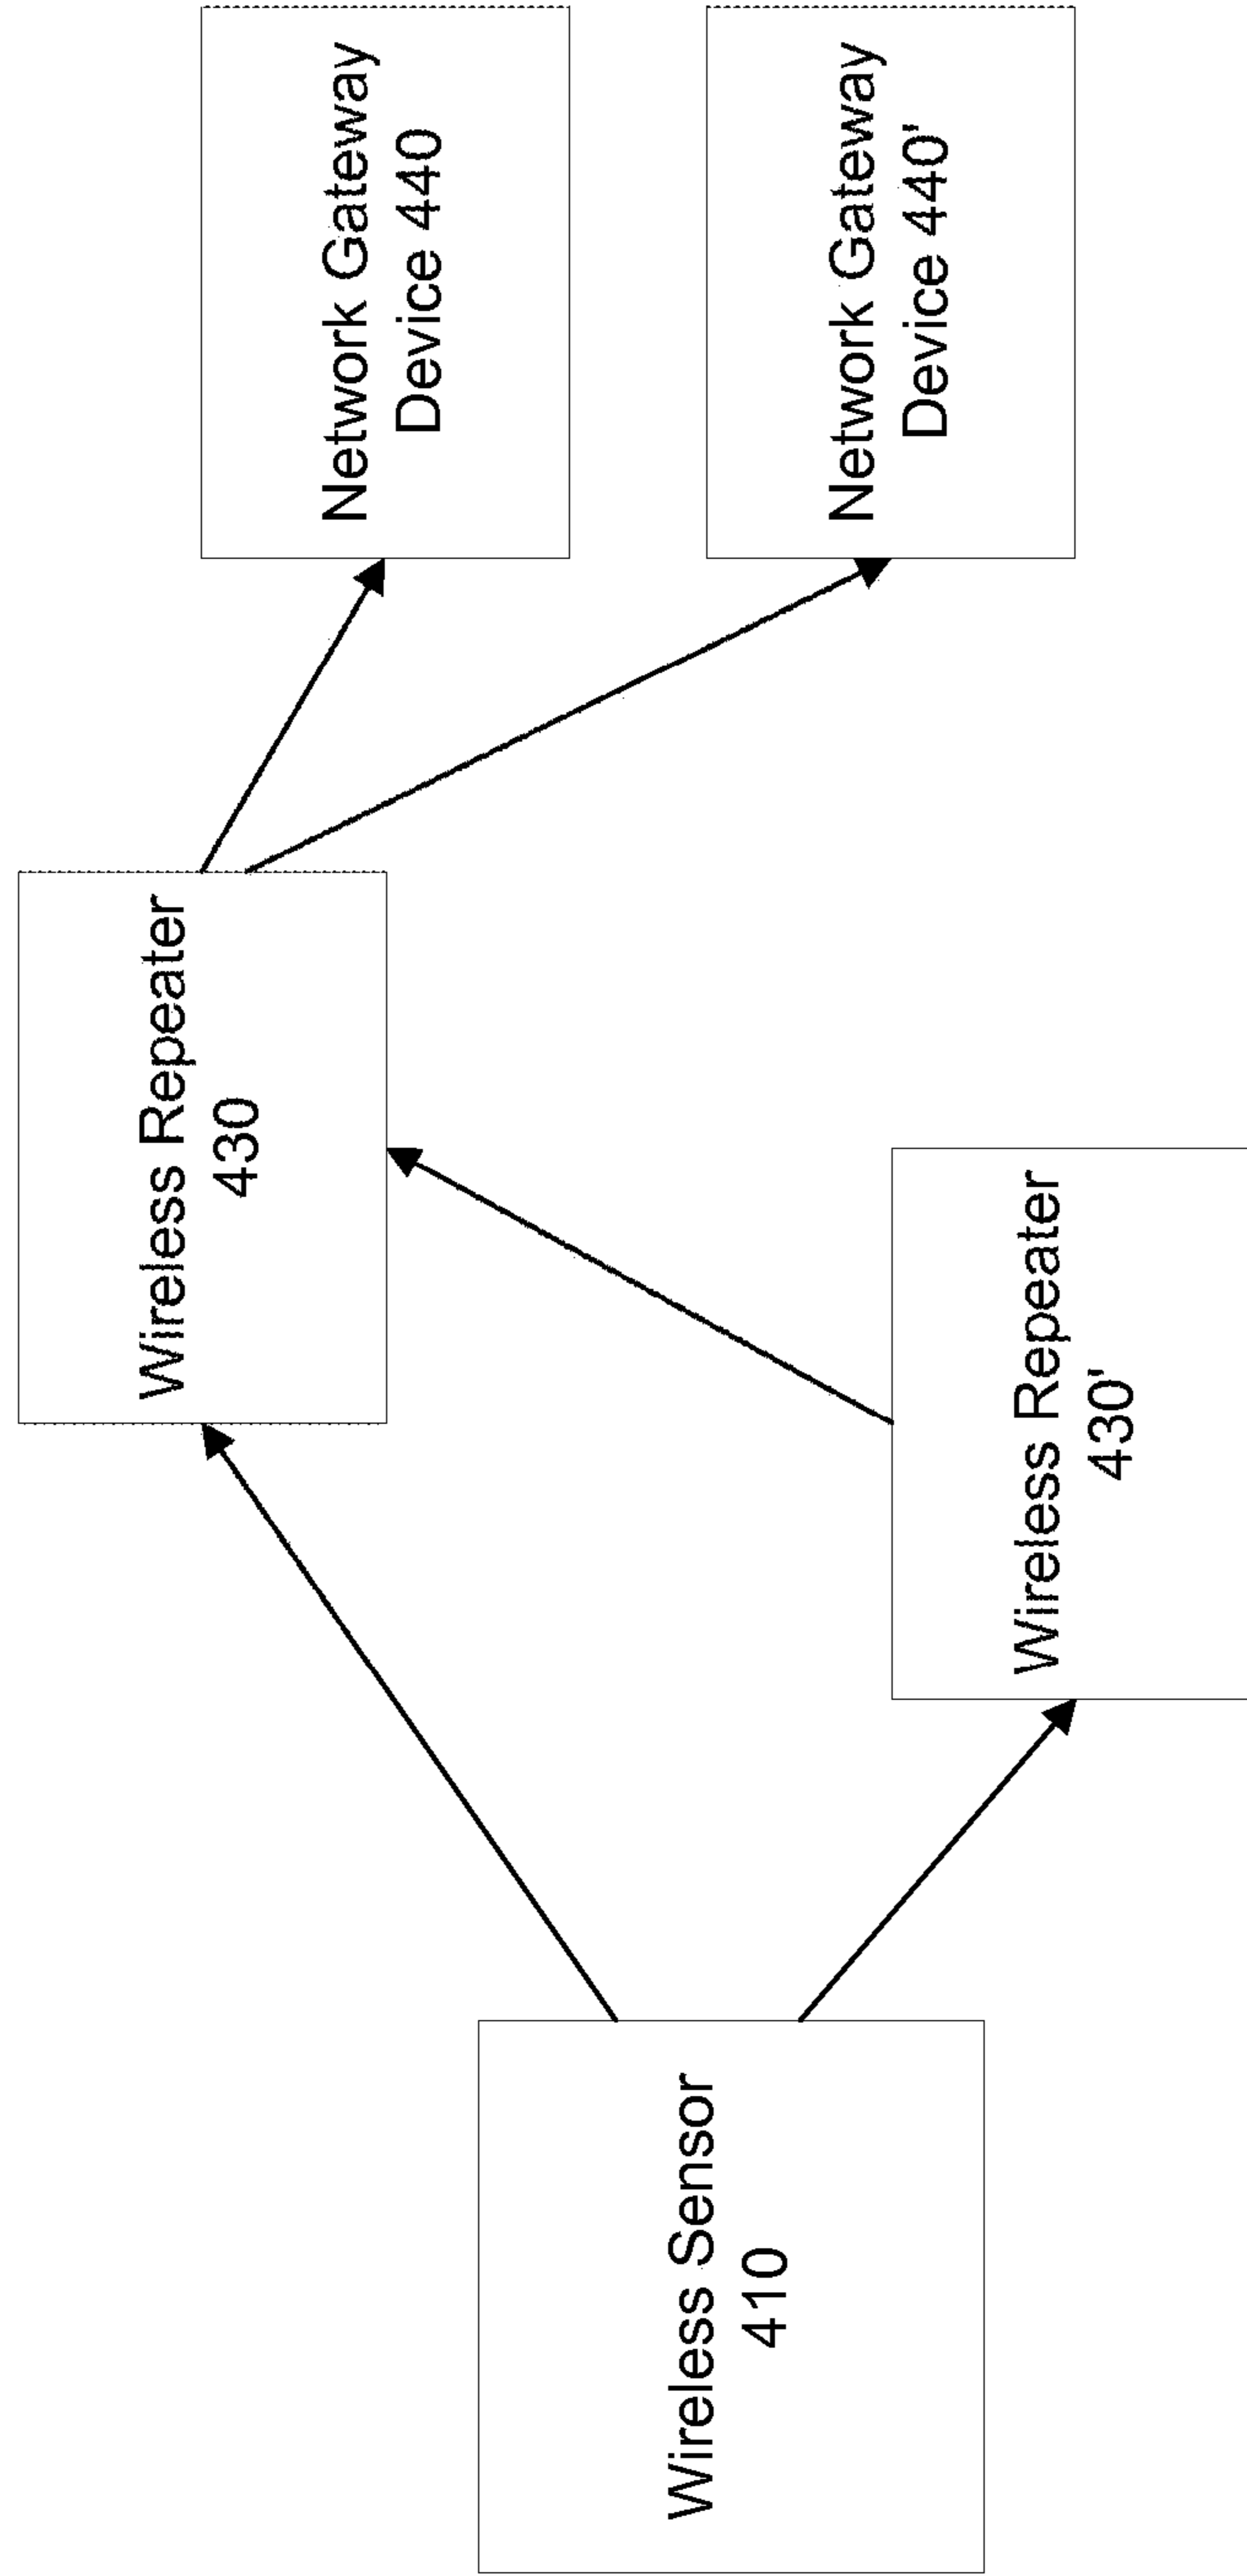 Wireless Sensor
410
Wireless Repeater
430
Wireless Repeater
430'
Network Gateway
Device 440
Network Gateway
Device 440'